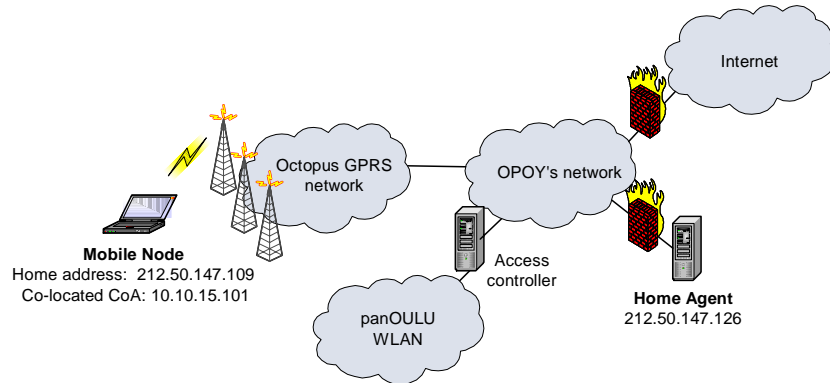 Internet
Octopus GPRS
network
OPOY's network
Mobile Node
Home address: 212.50.147.109
Co-located CoA: 10.10.15.101
Access
controller
panOULU
WLAN
Home Agent
212.50.147.126